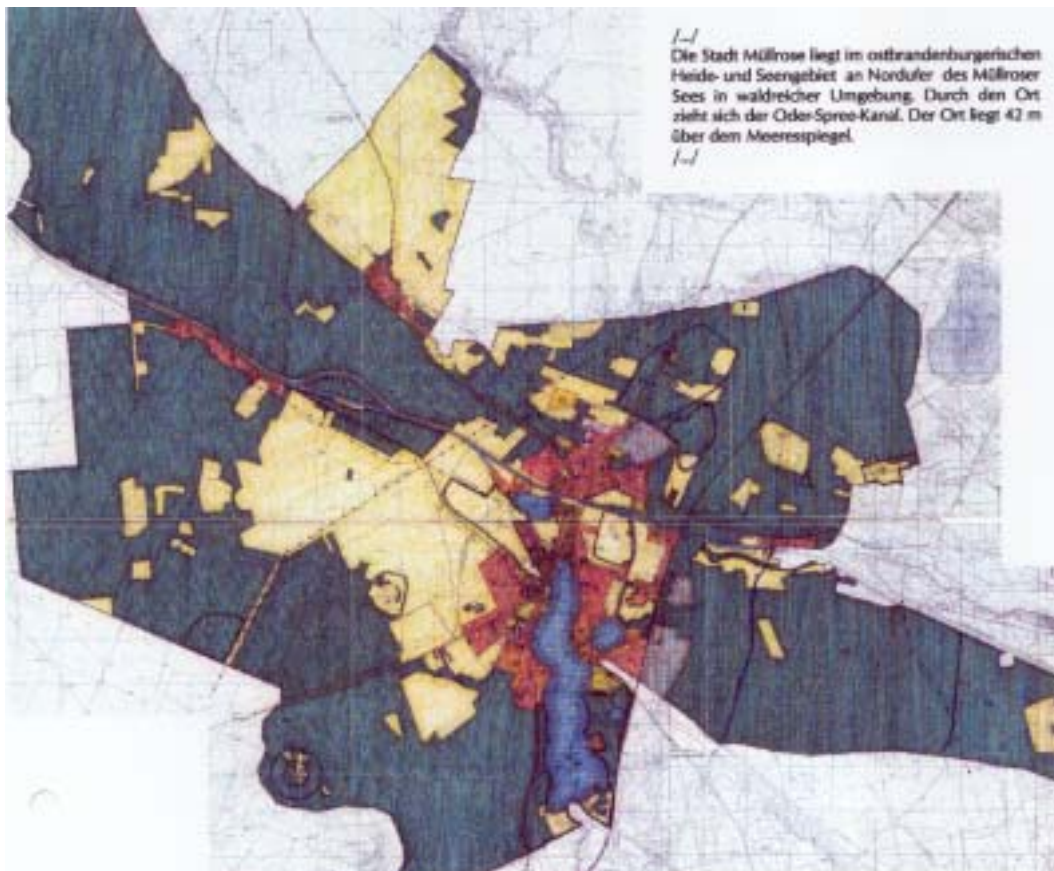 /.../
Die Stadt Müllrose liegt im ostbrandenburgerischen
Heide- und Seengebiet an Nordufer des Müllroser
Sees in waldreicher Umgebung. Durch den Ort
zieht sich der Oder-Spree-Kanal. Der Ort liegt 42 m
über dem Meeresspiegel.
/.../